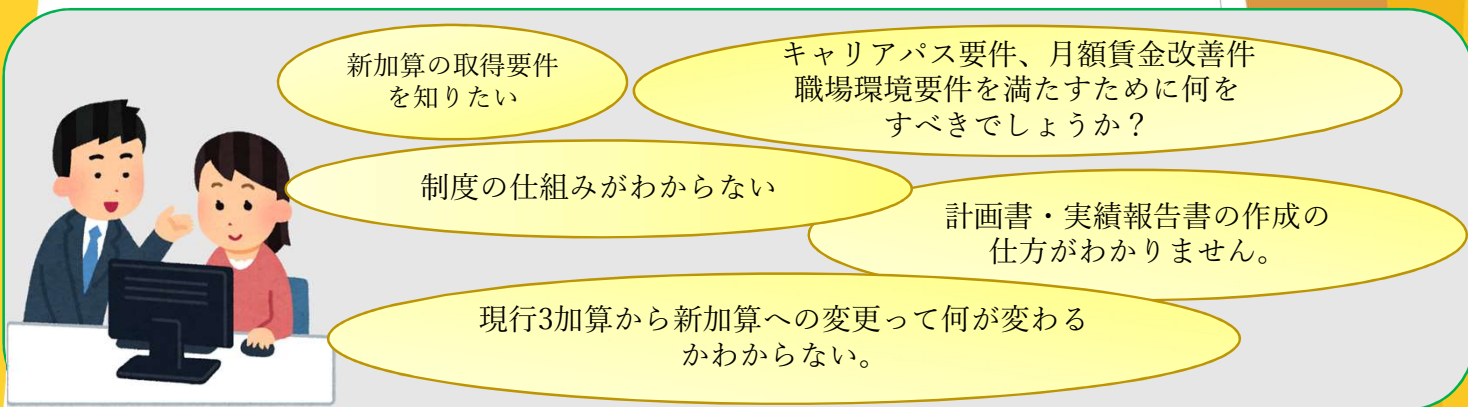 新加算の取得要件
を知りたい
キャリアパス要件、月額賃金改善件
職場環境要件を満たすために何を
すべきでしょうか？
制度の仕組みがわからない
計画書・実績報告書の作成の
仕方がわかりません。
現行3加算から新加算への変更って何が変わる
かわからない。